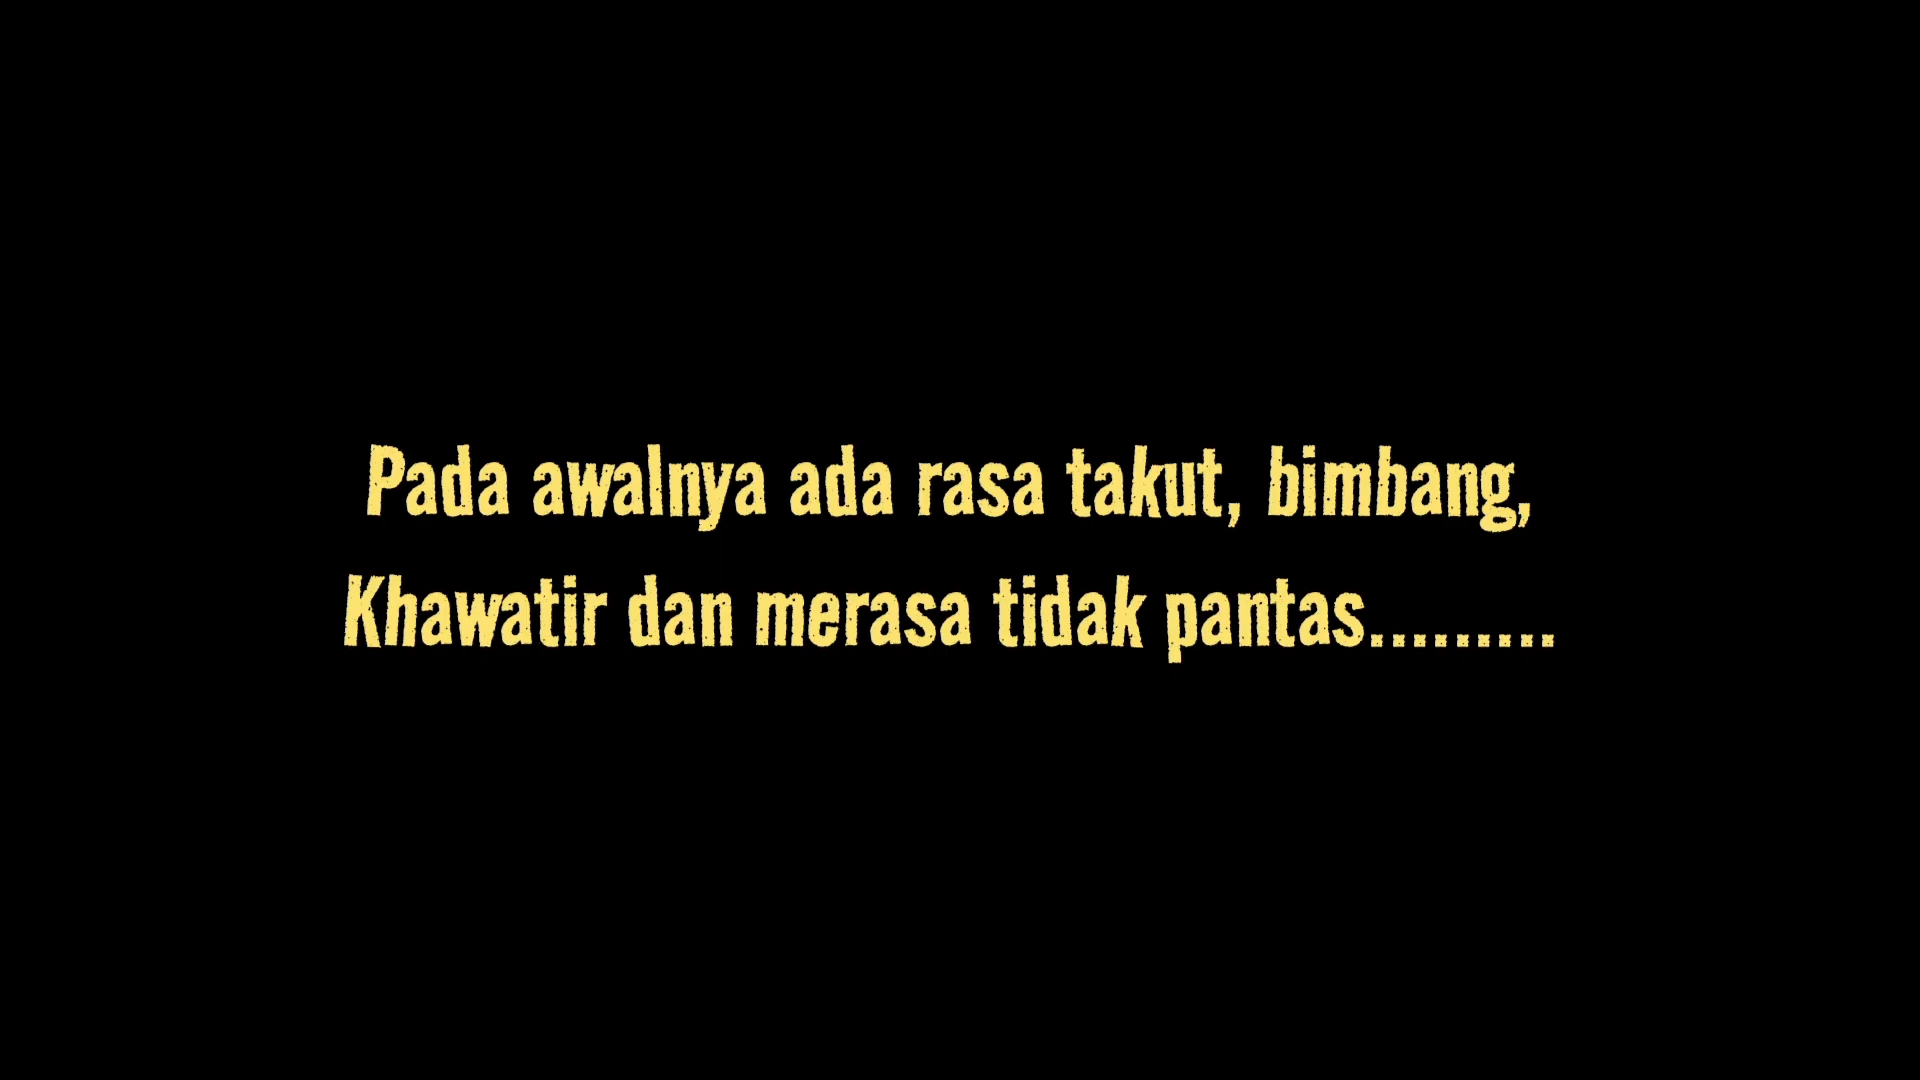 Pada awalnya ada rasa takut, bimbang,
Khawatir dan merasa tidak pantas.........